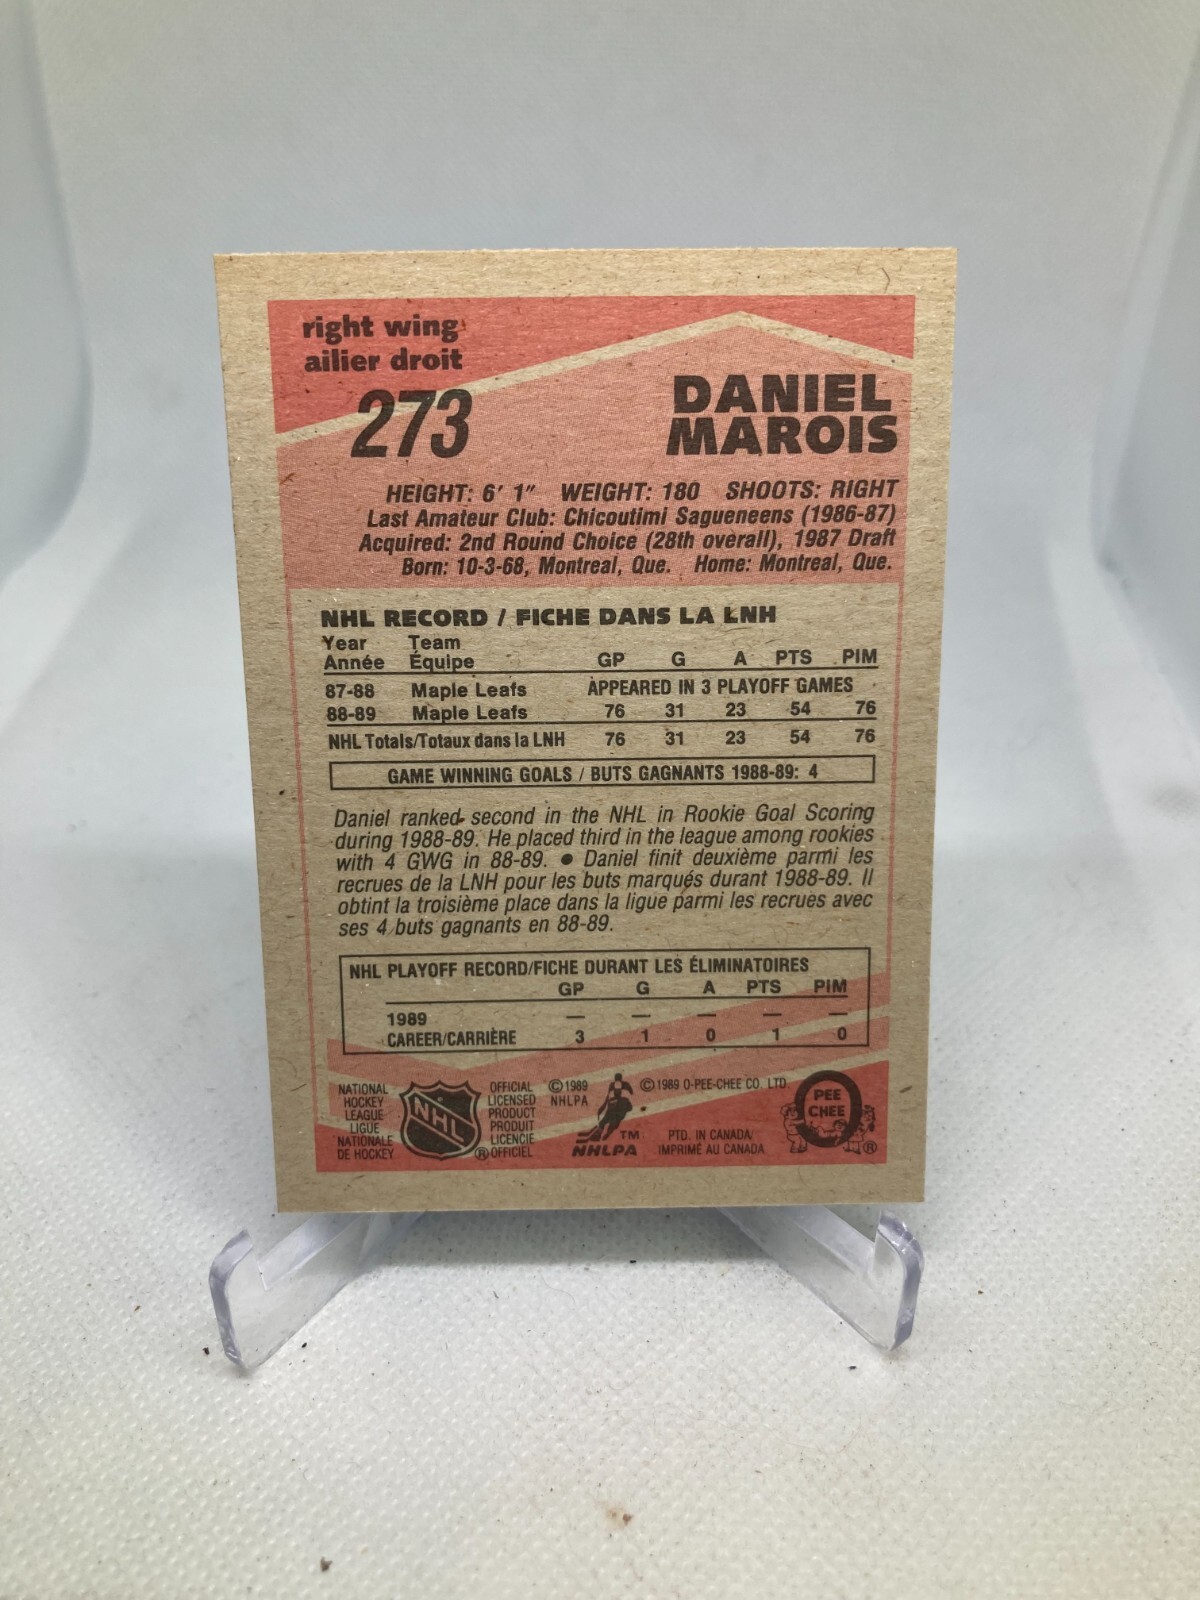 right wing
ailier droit
273
DANIEL
MAROIS
HEIGHT: 6' 1" WEIGHT: 180 SHOOTS: RIGHT
Last Amateur Club: Chicoutimi Sagueneens (1986-87)
Acquired: 2nd Round Choice (28th overall), 1987 Draft
Born: 10-3-68, Montreal, Que. Home: Montreal, Que.
NHL RECORD / FICHE DANS LA LNH
Year Team
Année Équipe GP G A PTS PIM
87-88 Maple Leafs APPEARED IN 3 PLAYOFF GAMES
88-89 Maple Leafs 76 31 23 54 76
NHL Totals/Totaux dans la LNH 76 31 23 54 76
GAME WINNING GOALS / BUTS GAGNANTS 1988-89: 4
Daniel ranked second in the NHL in Rookie Goal Scoring
during 1988-89. He placed third in the league among rookies
with 4 GWG in 88-89. ● Daniel finit deuxième parmi les
recrues de la LNH pour les buts marqués durant 1988-89. Il
obtint la troisième place dans la ligue parmi les recrues avec
ses 4 buts gagnants en 88-89.
NHL PLAYOFF RECORD/FICHE DURANT LES ÉLIMINATOIRES
GP G A PTS PIM
1989 — — — — —
CAREER/CARRIÈRE 3 1 0 1 0
NATIONAL
HOCKEY
LEAGUE
LIGUE
NATIONALE
DE HOCKEY
NHL
®
OFFICIAL
LICENSED
PRODUCT
PRODUIT
LICENCIÉ
OFFICIEL
©1989
NHLPA
TM
NHLPA
©1989 O-PEE-CHEE CO. LTD.
PTD. IN CANADA/
IMPRIMÉ AU CANADA
PEE
CHEE
®